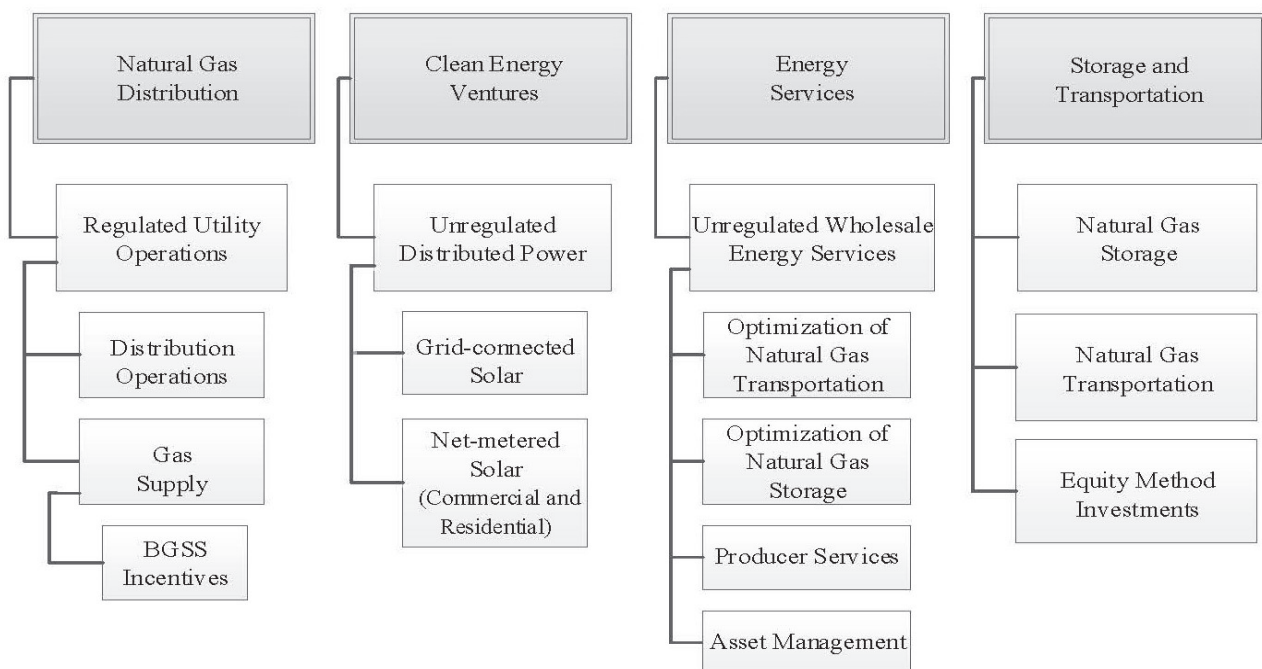 Natural Gas
Distribution
Regulated Utility
Operations
Distribution
Operations
Gas
Supply
BGSS
Incentives
Clean Energy
Ventures
Unregulated
Distributed Power
Grid-connected
Solar
Net-metered
Solar
(Commercial and
Residential)
Energy
Services
Unregulated Wholesale
Energy Services
Optimization of
Natural Gas
Transportation
Optimization of
Natural Gas
Storage
Producer Services
Asset Management
Storage and
Transportation
Natural Gas
Storage
Natural Gas
Transportation
Equity Method
Investments